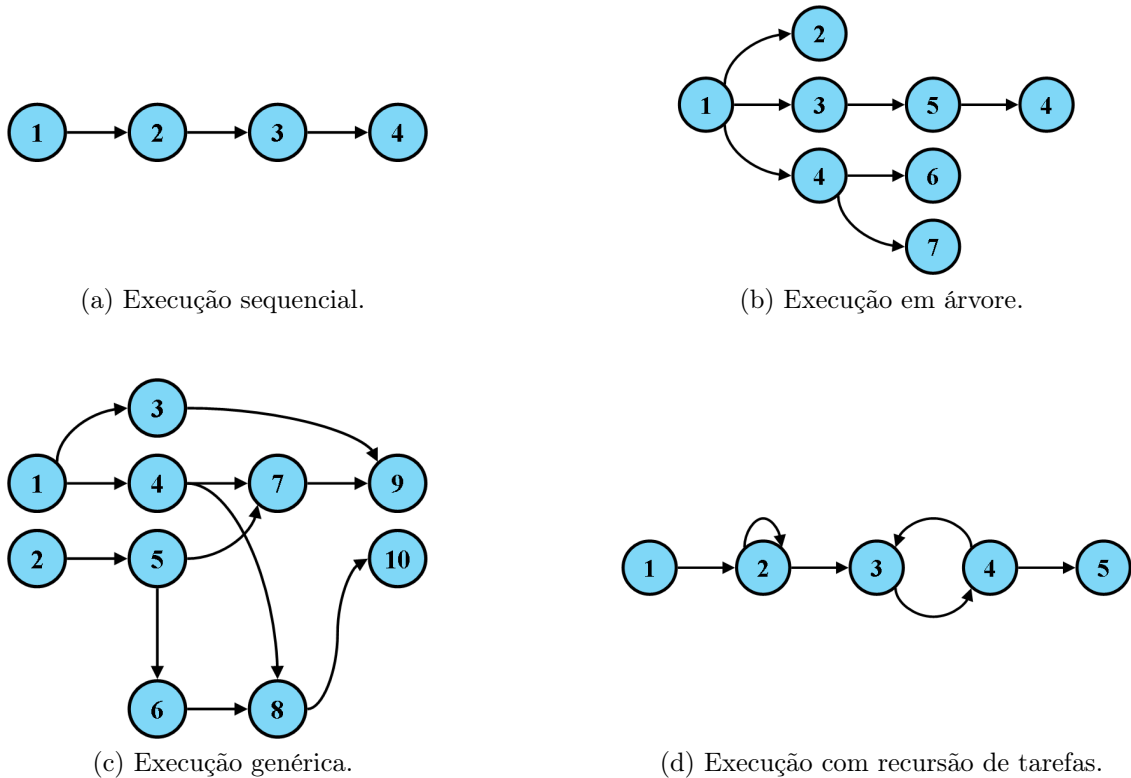 1 2 3 4
(a) Execução sequencial.
2
1 3 5 4
4 6
7
(b) Execução em árvore.
3
1 4 7 9
2 5 10
6 8
(c) Execução genérica.
1 2 3 4 5
(d) Execução com recursão de tarefas.